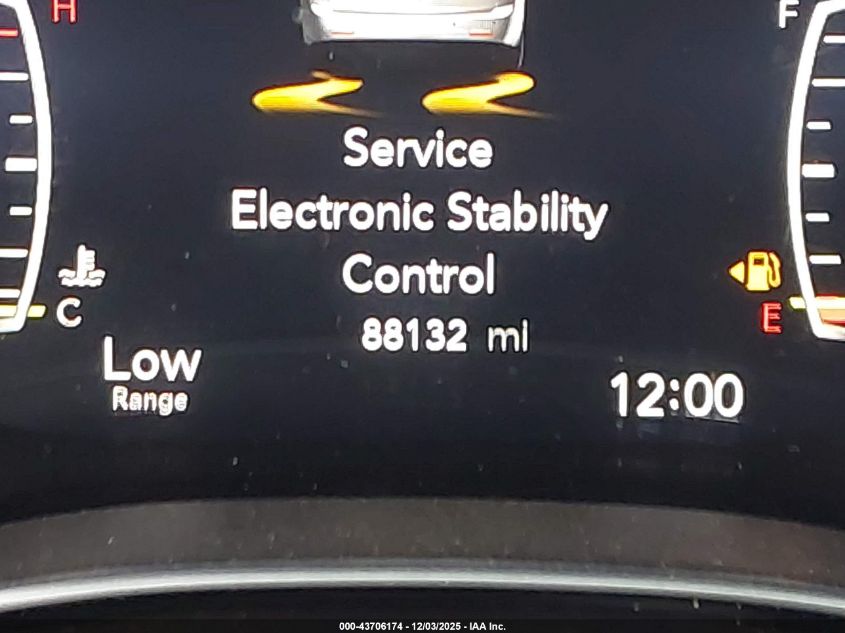 H
F
Service
Electronic Stability
Control
C
E
88132 mi
Low
Range
12:00
000-43706174 - 12/03/2025 - IAA Inc.